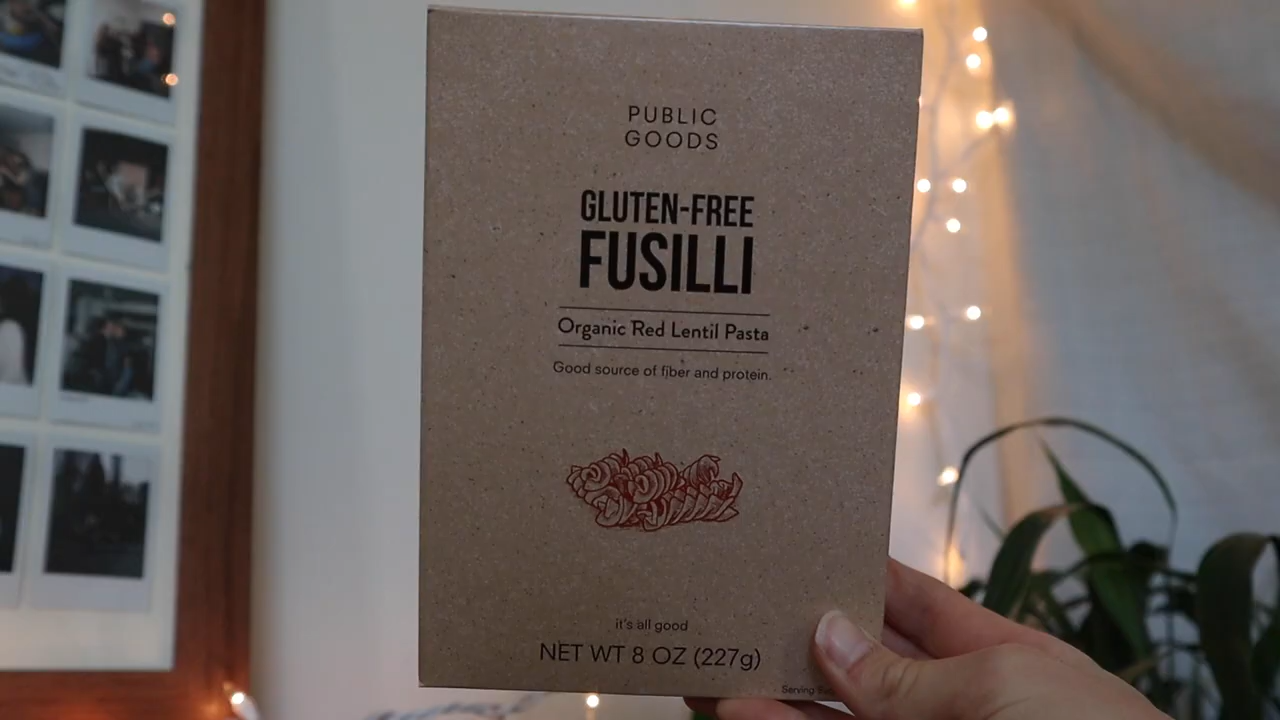 PUBLIC
GOODS
GLUTEN-FREE
FUSILLI
Organic Red Lentil Pasta
Good source of fiber and protein.
it's all good
NET WT 8 OZ (227g)
Serving